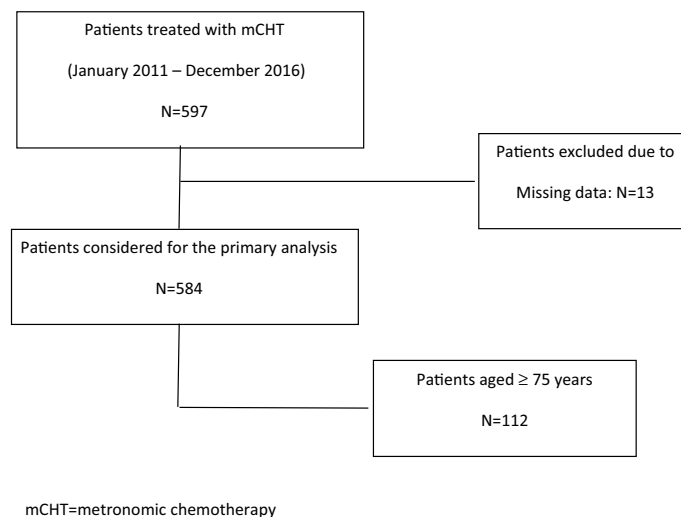 Patients treated with mCHT
(January 2011 – December 2016)
N=597
Patients excluded due to
Missing data: N=13
Patients considered for the primary analysis
N=584
Patients aged ≥ 75 years
N=112
mCHT=metronomic chemotherapy